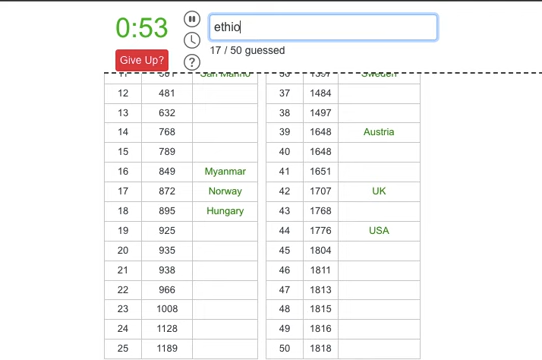 0:53
ethio
Give Up?
17 / 50 guessed
12 481 37 1484
13 632 38 1497
14 768 39 1648 Austria
15 789 40 1648
16 849 Myanmar 41 1651
17 872 Norway 42 1707 UK
18 895 Hungary 43 1768
19 925 44 1776 USA
20 935 45 1804
21 938 46 1811
22 966 47 1813
23 1008 48 1815
24 1128 49 1816
25 1189 50 1818